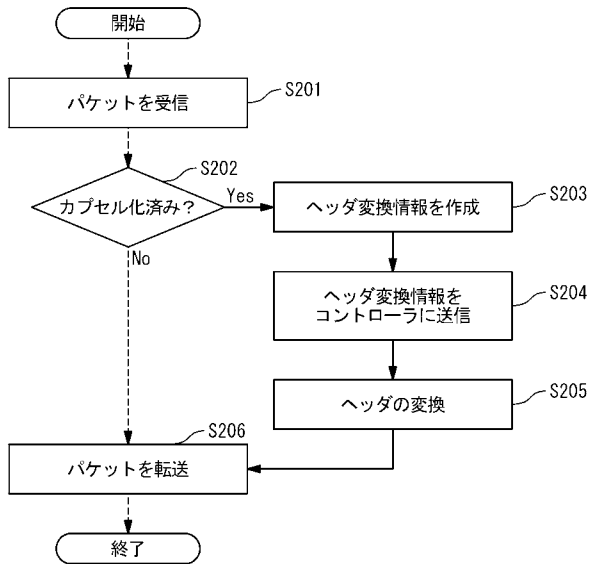 開始
パケットを受信
S201
カプセル化済み？
S202
Yes
No
ヘッダ変換情報を作成
S203
ヘッダ変換情報を
コントローラに送信
S204
ヘッダの変換
S205
パケットを転送
S206
終了